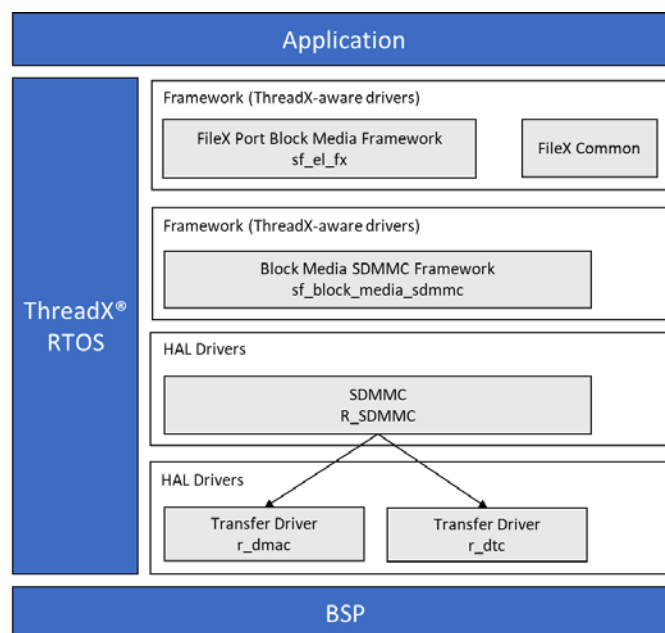 Application
ThreadX®
RTOS
Framework (ThreadX-aware drivers)
FileX Port Block Media Framework
sf_el_fx
FileX Common
Framework (ThreadX-aware drivers)
Block Media SDMMC Framework
sf_block_media_sdmmc
HAL Drivers
SDMMC
R_SDMMC
HAL Drivers
Transfer Driver
r_dmac
Transfer Driver
r_dtc
BSP